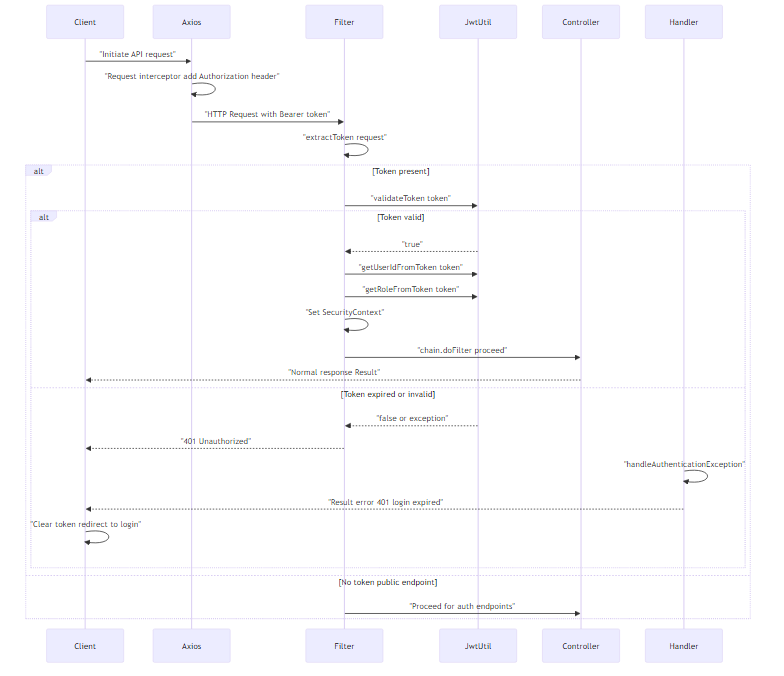 Client
Axios
Filter
JwtUtil
Controller
Handler
"Initiate API request"
"Request interceptor add Authorization header"
"HTTP Request with Bearer token"
"extractToken request"
alt
[Token present]
"validateToken token"
alt
[Token valid]
"true"
"getUserIdFromToken token"
"getRoleFromToken token"
"Set SecurityContext"
"chain.doFilter proceed"
"Normal response Result"
[Token expired or invalid]
"false or exception"
"401 Unauthorized"
"handleAuthenticationException"
"Result error 401 login expired"
"Clear token redirect to login"
[No token public endpoint]
"Proceed for auth endpoints"
Client
Axios
Filter
JwtUtil
Controller
Handler